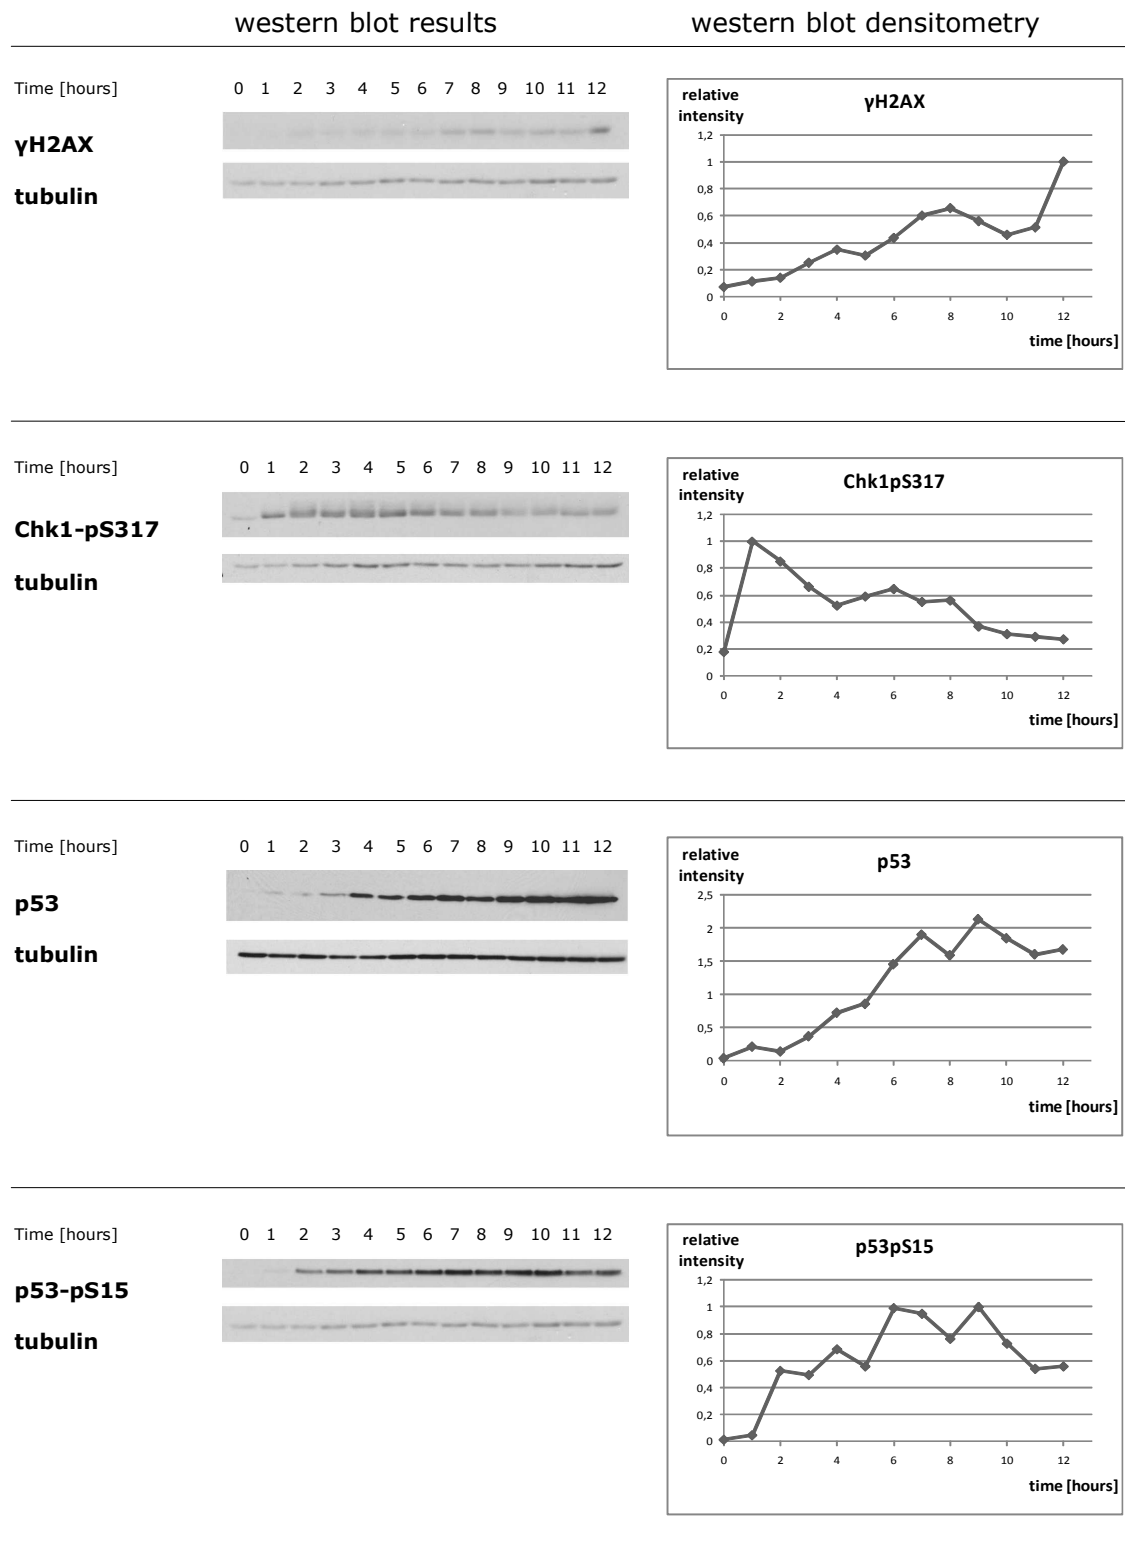 western blot results western blot densitometry
Time [hours] 0 1 2 3 4 5 6 7 8 9 10 11 12
γH2AX
tubulin
relative intensity
γH2AX
1,2
1
0,8
0,6
0,4
0,2
0
0 2 4 6 8 10 12
time [hours]
Time [hours] 0 1 2 3 4 5 6 7 8 9 10 11 12
Chk1-pS317
tubulin
relative intensity
Chk1pS317
1,2
1
0,8
0,6
0,4
0,2
0
0 2 4 6 8 10 12
time [hours]
Time [hours] 0 1 2 3 4 5 6 7 8 9 10 11 12
p53
tubulin
relative intensity
p53
2,5
2
1,5
1
0,5
0
0 2 4 6 8 10 12
time [hours]
Time [hours] 0 1 2 3 4 5 6 7 8 9 10 11 12
p53-pS15
tubulin
relative intensity
p53pS15
1,2
1
0,8
0,6
0,4
0,2
0
0 2 4 6 8 10 12
time [hours]